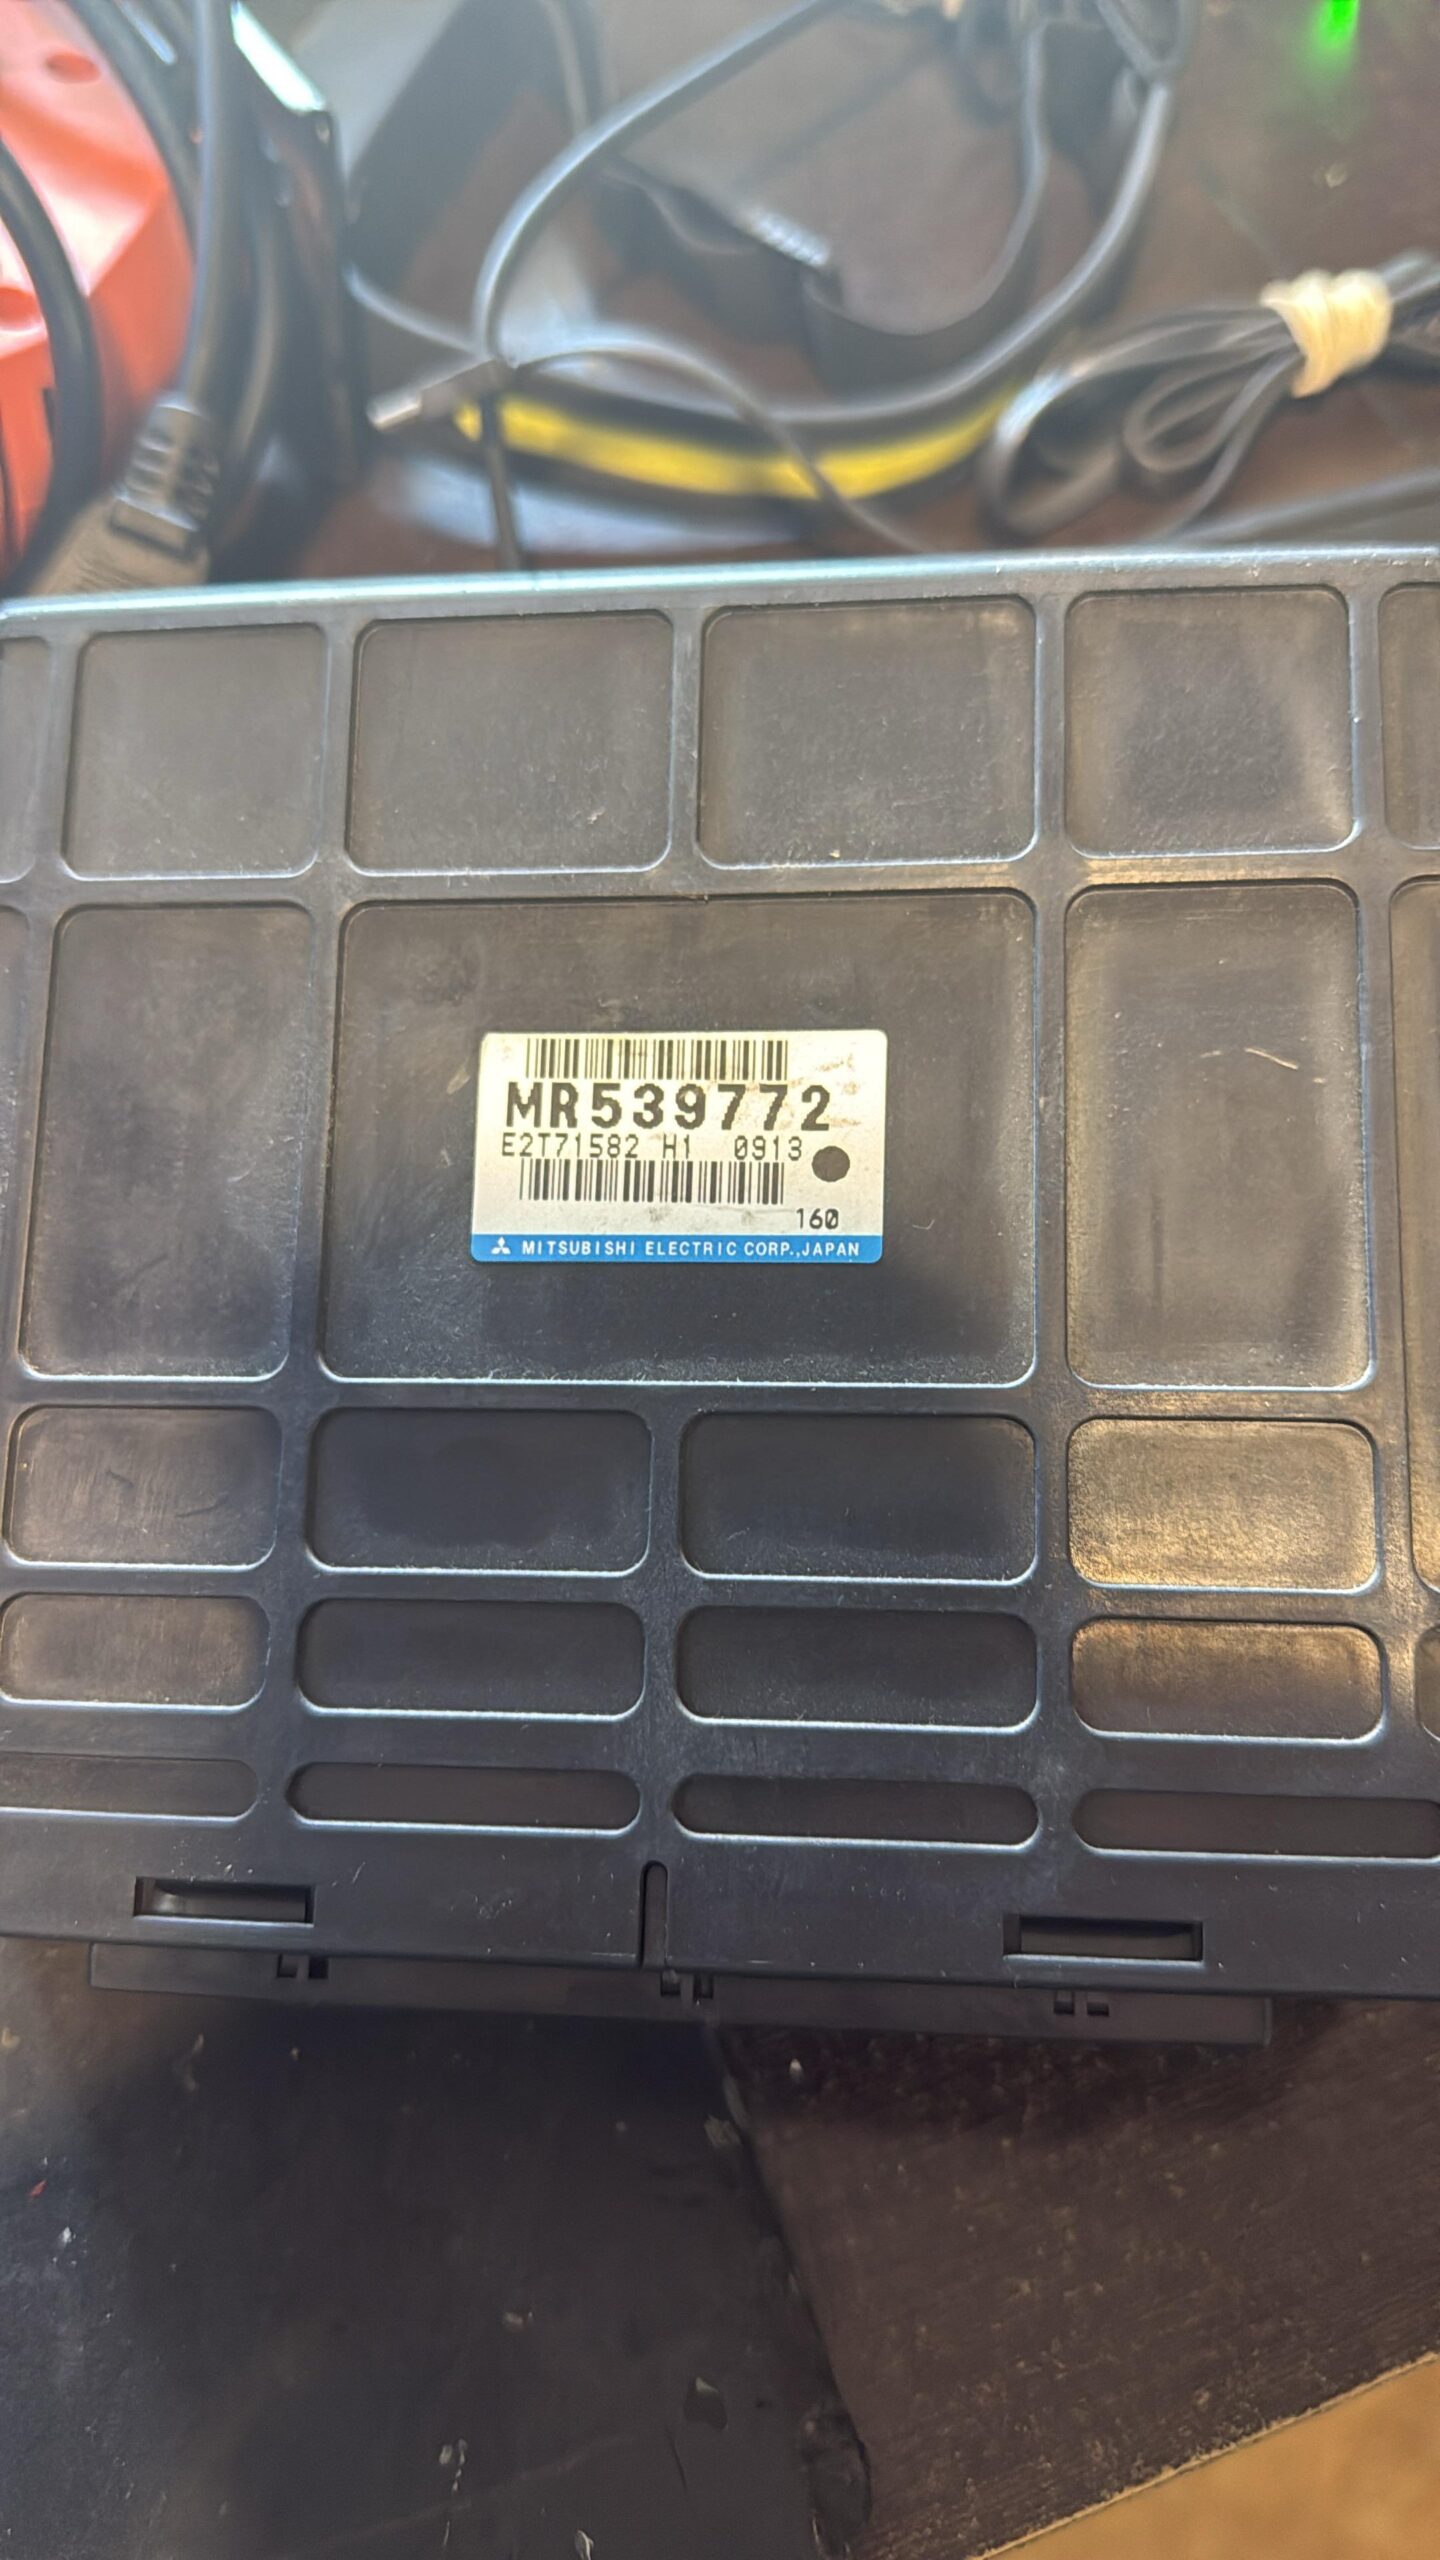 MR539772
E2T71582 H1 0913
160
MITSUBISHI ELECTRIC CORP.,JAPAN